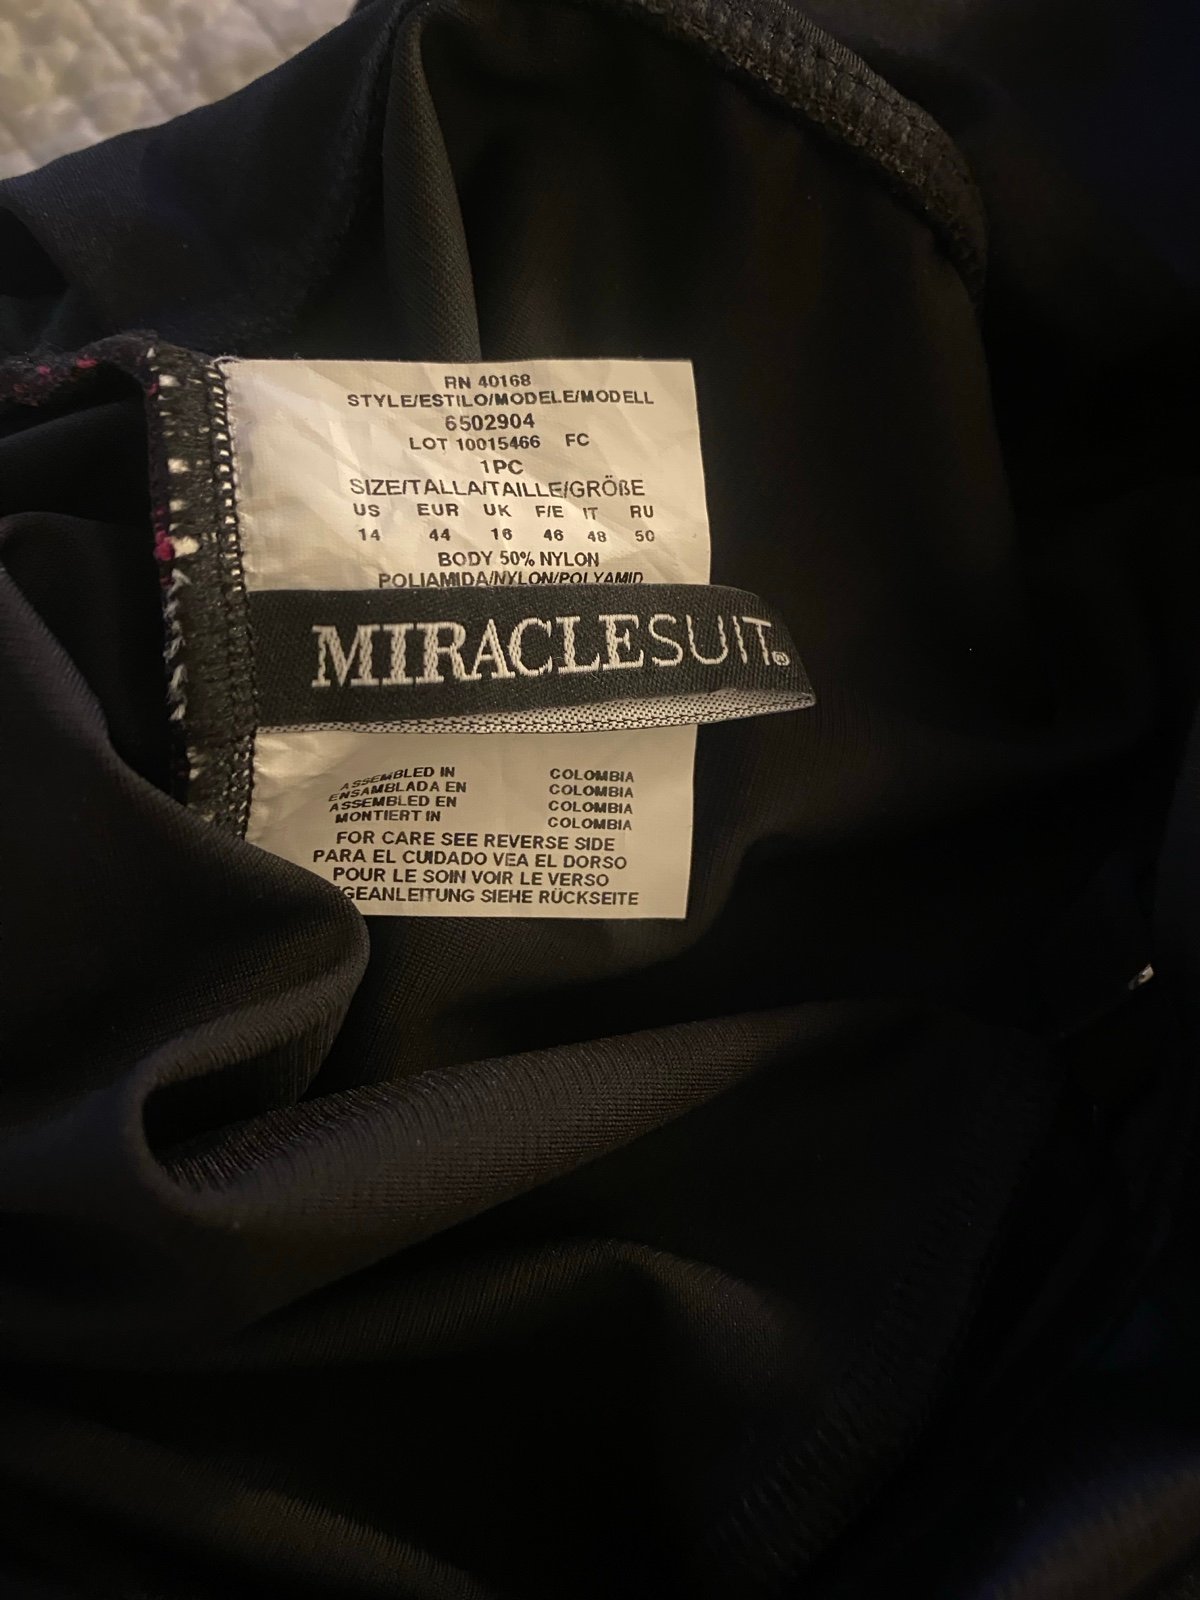 RN 40168
STYLE/ESTILO/MODELE/MODELL
6502904
LOT 10015466 FC
1PC
SIZE/TALLA/TAILLE/GRÖßE
US EUR UK F/E IT RU
14 44 16 46 48 50
BODY 50% NYLON
POLIAMIDA/NYLON/POLYAMID
MIRACLESUIT®
ASSEMBLED IN COLOMBIA
ENSAMBLADA EN COLOMBIA
ASSEMBLED EN COLOMBIA
MONTIERT IN COLOMBIA
FOR CARE SEE REVERSE SIDE
PARA EL CUIDADO VEA EL DORSO
POUR LE SOIN VOIR LE VERSO
GEANLEITUNG SIEHE RÜCKSEITE